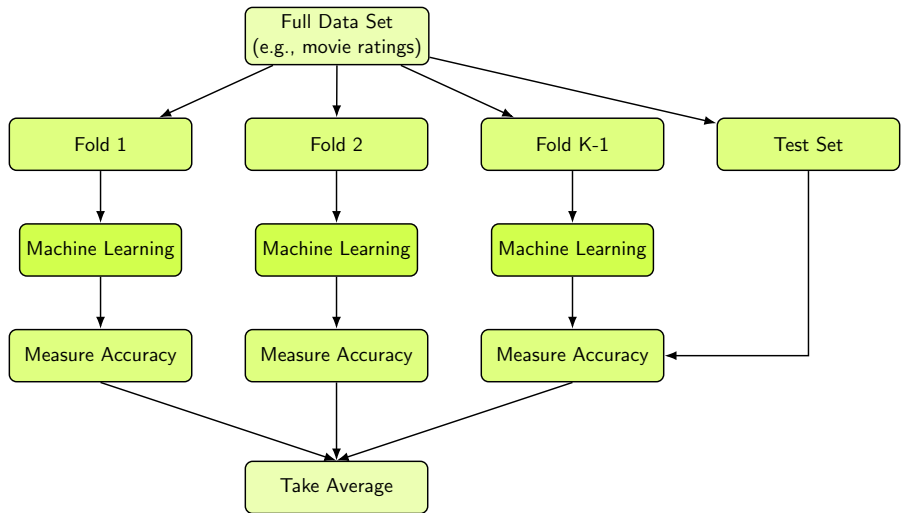 Full Data Set
(e.g., movie ratings)
Fold 1
Fold 2
Fold K-1
Test Set
Machine Learning
Machine Learning
Machine Learning
Measure Accuracy
Measure Accuracy
Measure Accuracy
Take Average